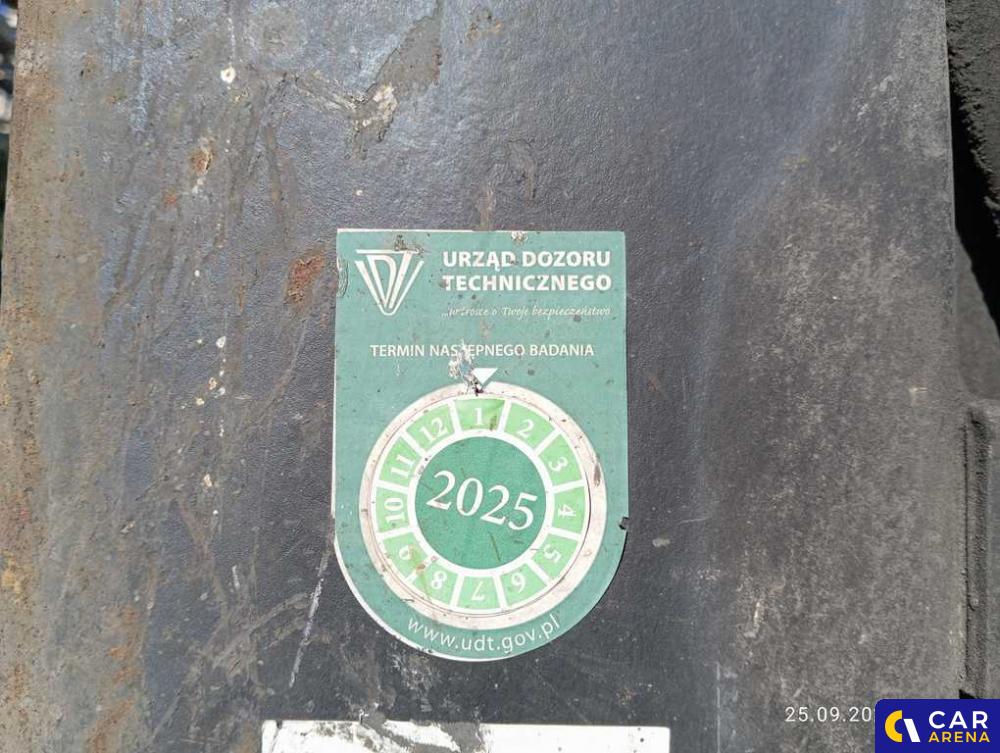 UDT
URZĄD DOZORU
TECHNICZNEGO
...w trosce o Twoje bezpieczeństwo
TERMIN NASTĘPNEGO BADANIA
1
2
3
4
5
6
7
8
9
10
11
12
2025
www.udt.gov.pl
25.09.20
CAR
ARENA